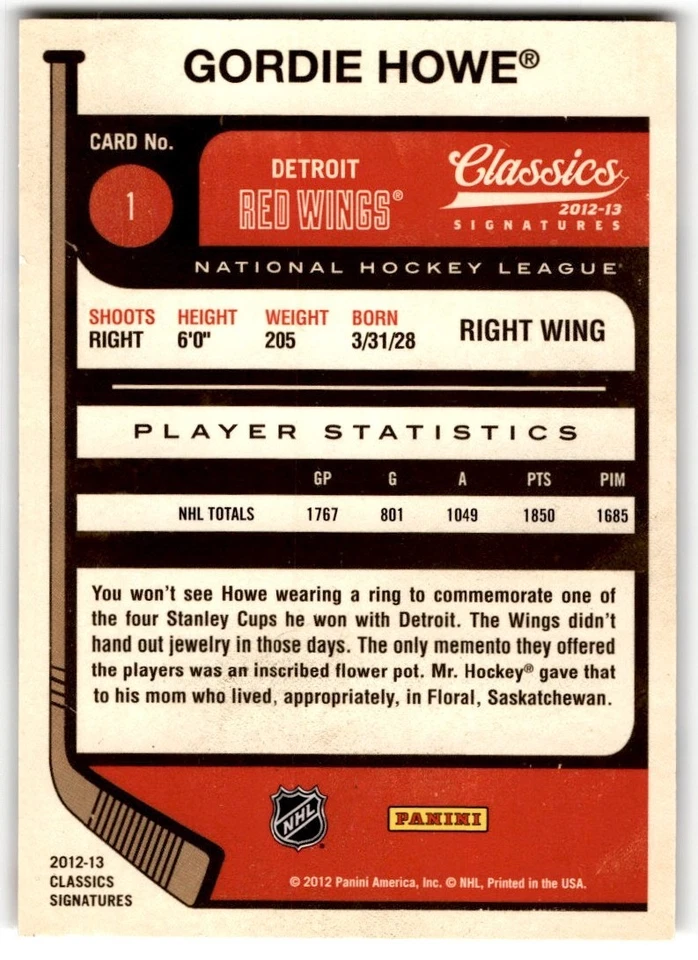 GORDIE HOWE®
CARD No.
1
DETROIT
RED WINGS®
Classics
2012-13
SIGNATURES
NATIONAL HOCKEY LEAGUE®
SHOOTS HEIGHT WEIGHT BORN
RIGHT 6'0" 205 3/31/28
RIGHT WING
PLAYER STATISTICS
GP G A PTS PIM
NHL TOTALS 1767 801 1049 1850 1685
You won't see Howe wearing a ring to commemorate one of
the four Stanley Cups he won with Detroit. The Wings didn't
hand out jewelry in those days. The only memento they offered
the players was an inscribed flower pot. Mr. Hockey® gave that
to his mom who lived, appropriately, in Floral, Saskatchewan.
NHL
PANINI
2012-13
CLASSICS
SIGNATURES
© 2012 Panini America, Inc. © NHL, Printed in the USA.